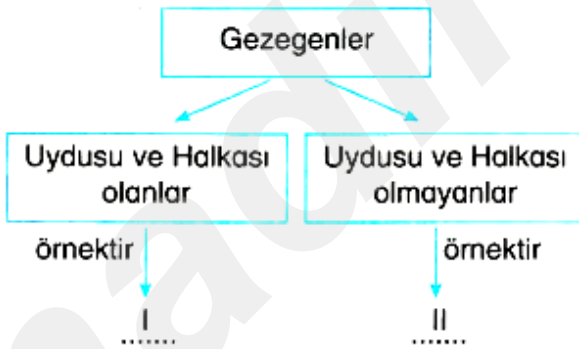 Gezegenler
Uydusu ve Halkası
olanlar
Uydusu ve Halkası
olmayanlar
örnektir
örnektir
I
II